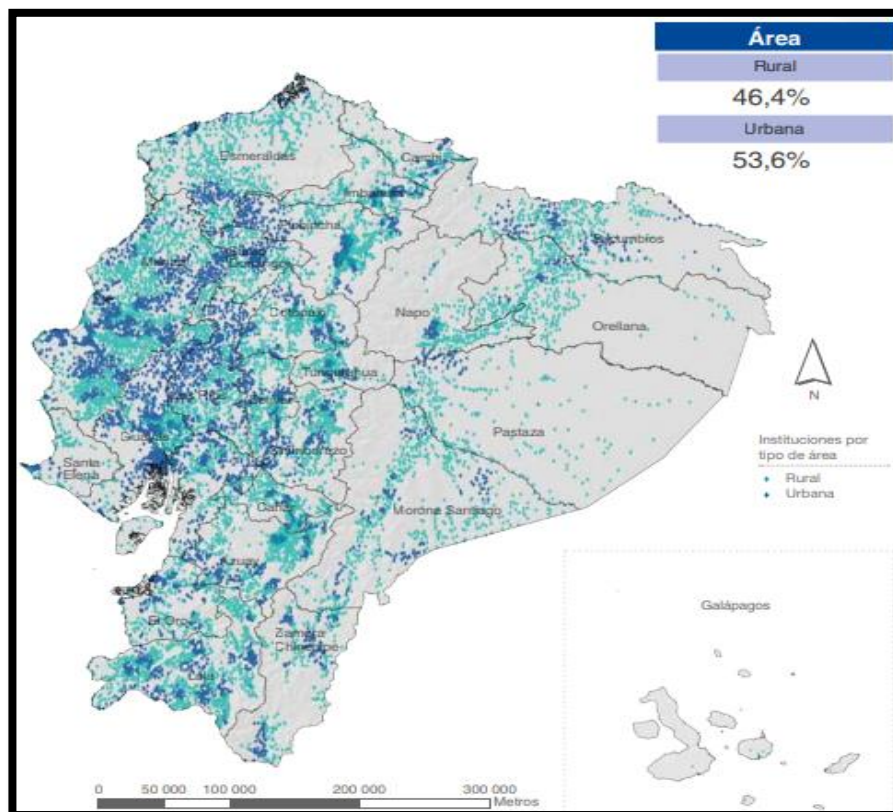 Área
Rural
46,4%
Urbana
53,6%
Esmeraldas
Carchi
Imbabura
Pichincha
Sucumbíos
Manabí
Napo
Orellana
Cotopaxi
Tungurahua
Los Ríos
Pastaza
Guayas
Chimborazo
Santa
Elena
Cañar
Morona Santiago
Azuay
El Oro
Zamora
Chinchipe
Loja
N
Instituciones por
tipo de área
Rural
Urbana
Galápagos
0 50 000 100 000 200 000 300 000
Metros